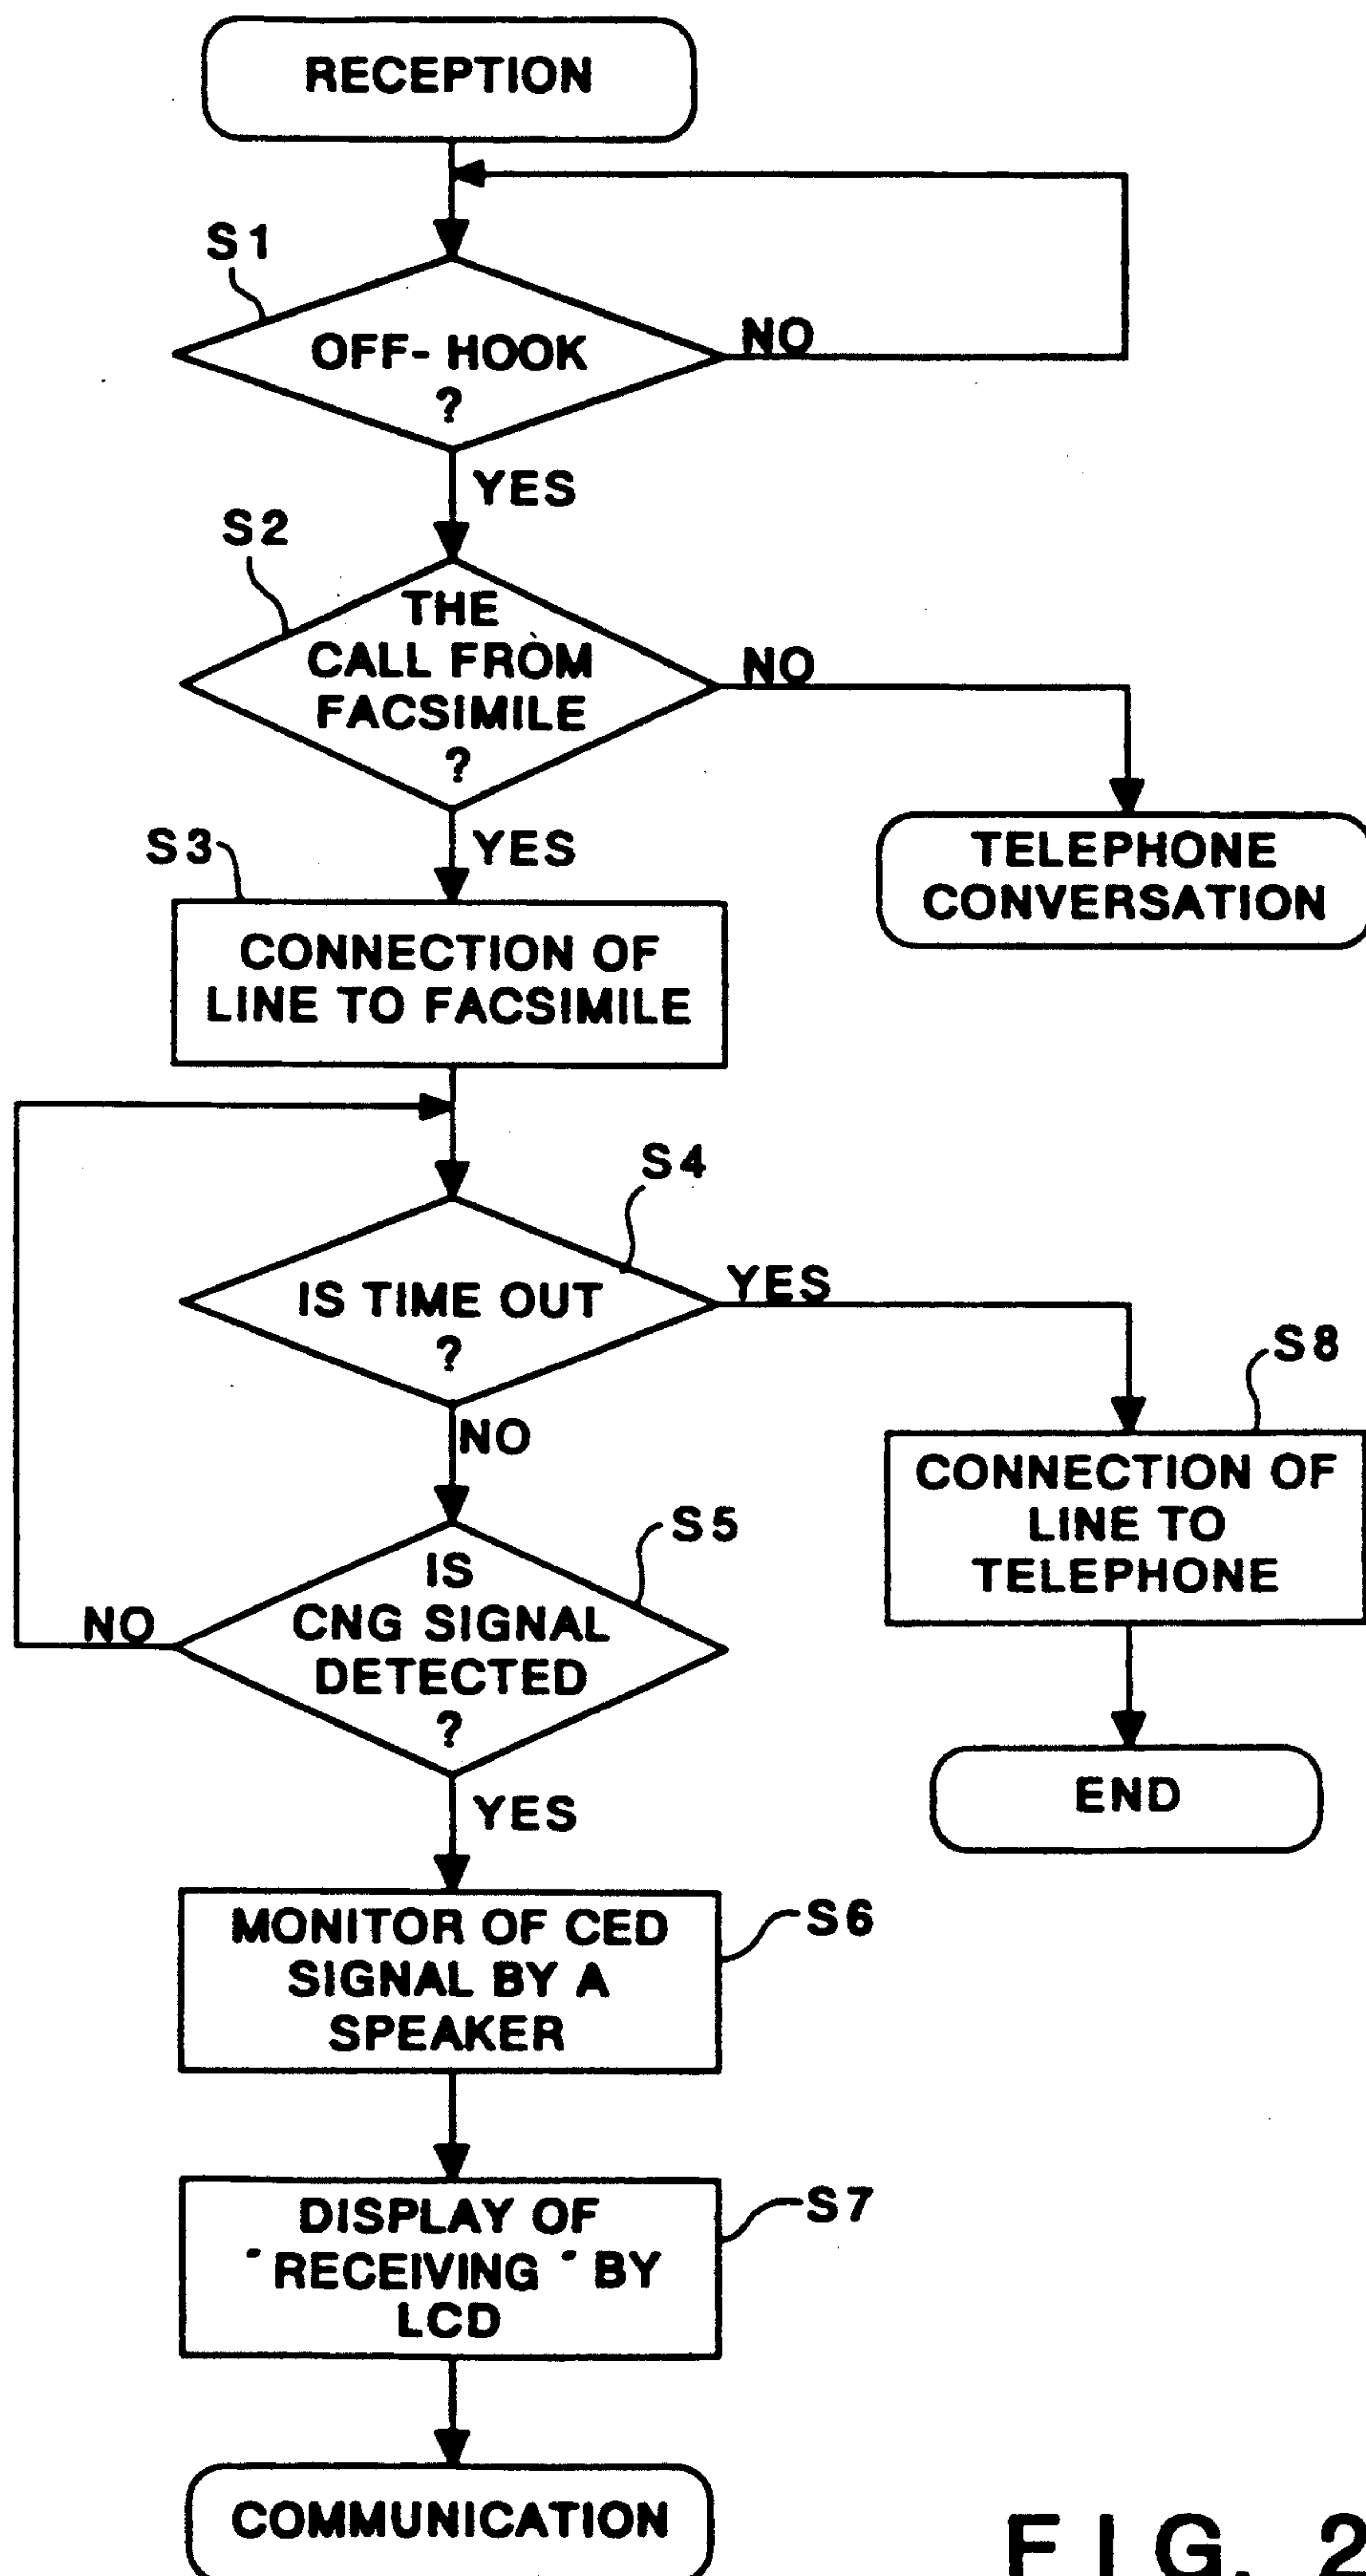 RECEPTION
S1
OFF-HOOK
?
NO
YES
S2
THE
CALL FROM
FACSIMILE
?
NO
YES
TELEPHONE
CONVERSATION
S3
CONNECTION OF
LINE TO FACSIMILE
S4
IS TIME OUT
?
YES
NO
S8
CONNECTION OF
LINE TO
TELEPHONE
END
S5
IS
CNG SIGNAL
DETECTED
?
NO
YES
S6
MONITOR OF CED
SIGNAL BY A
SPEAKER
S7
DISPLAY OF
"RECEIVING" BY
LCD
COMMUNICATION
FIG. 2